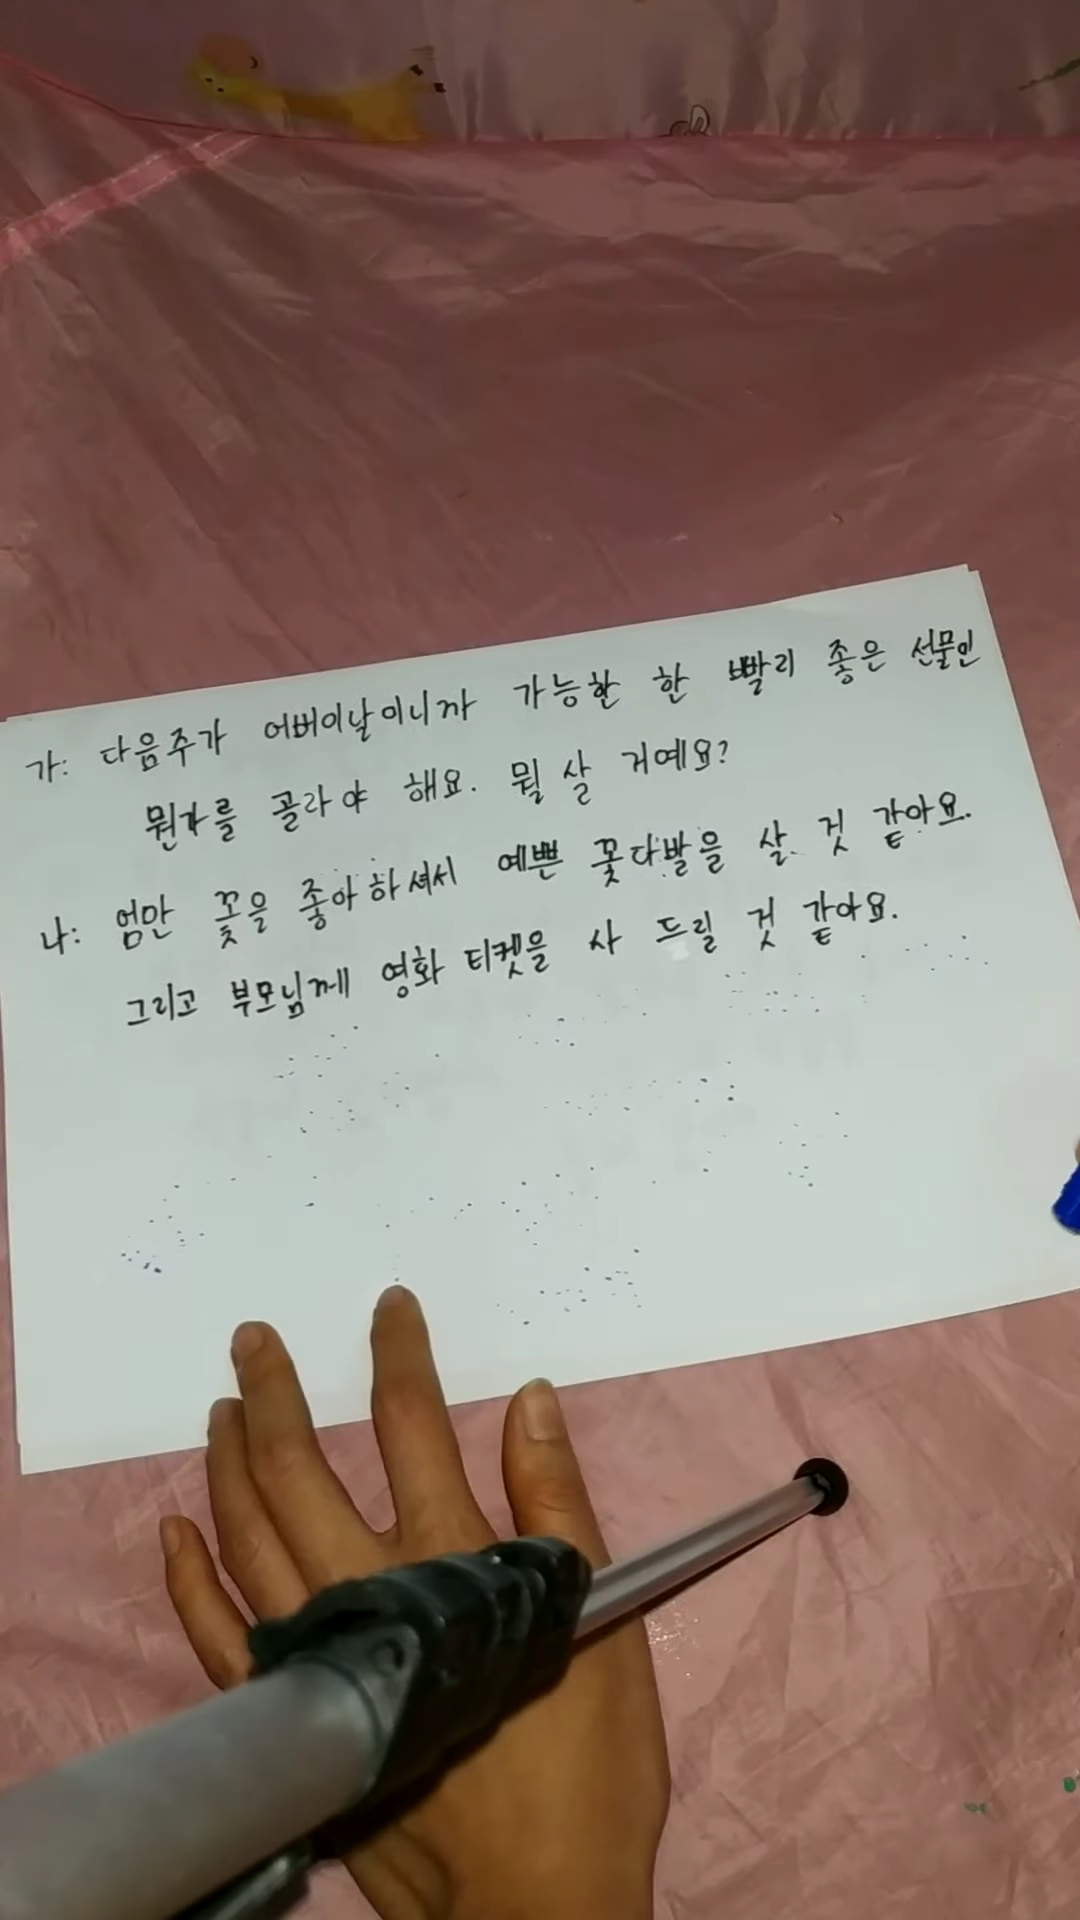 가: 다음주가 어버이날이니까 가능한 한 빨리 좋은 선물인
뭔가를 골라야 해요. 뭘 살 거예요?
나: 엄만 꽃을 좋아하셔서 예쁜 꽃다발을 살 것 같아요.
그리고 부모님께 영화 티켓을 사 드릴 것 같아요.